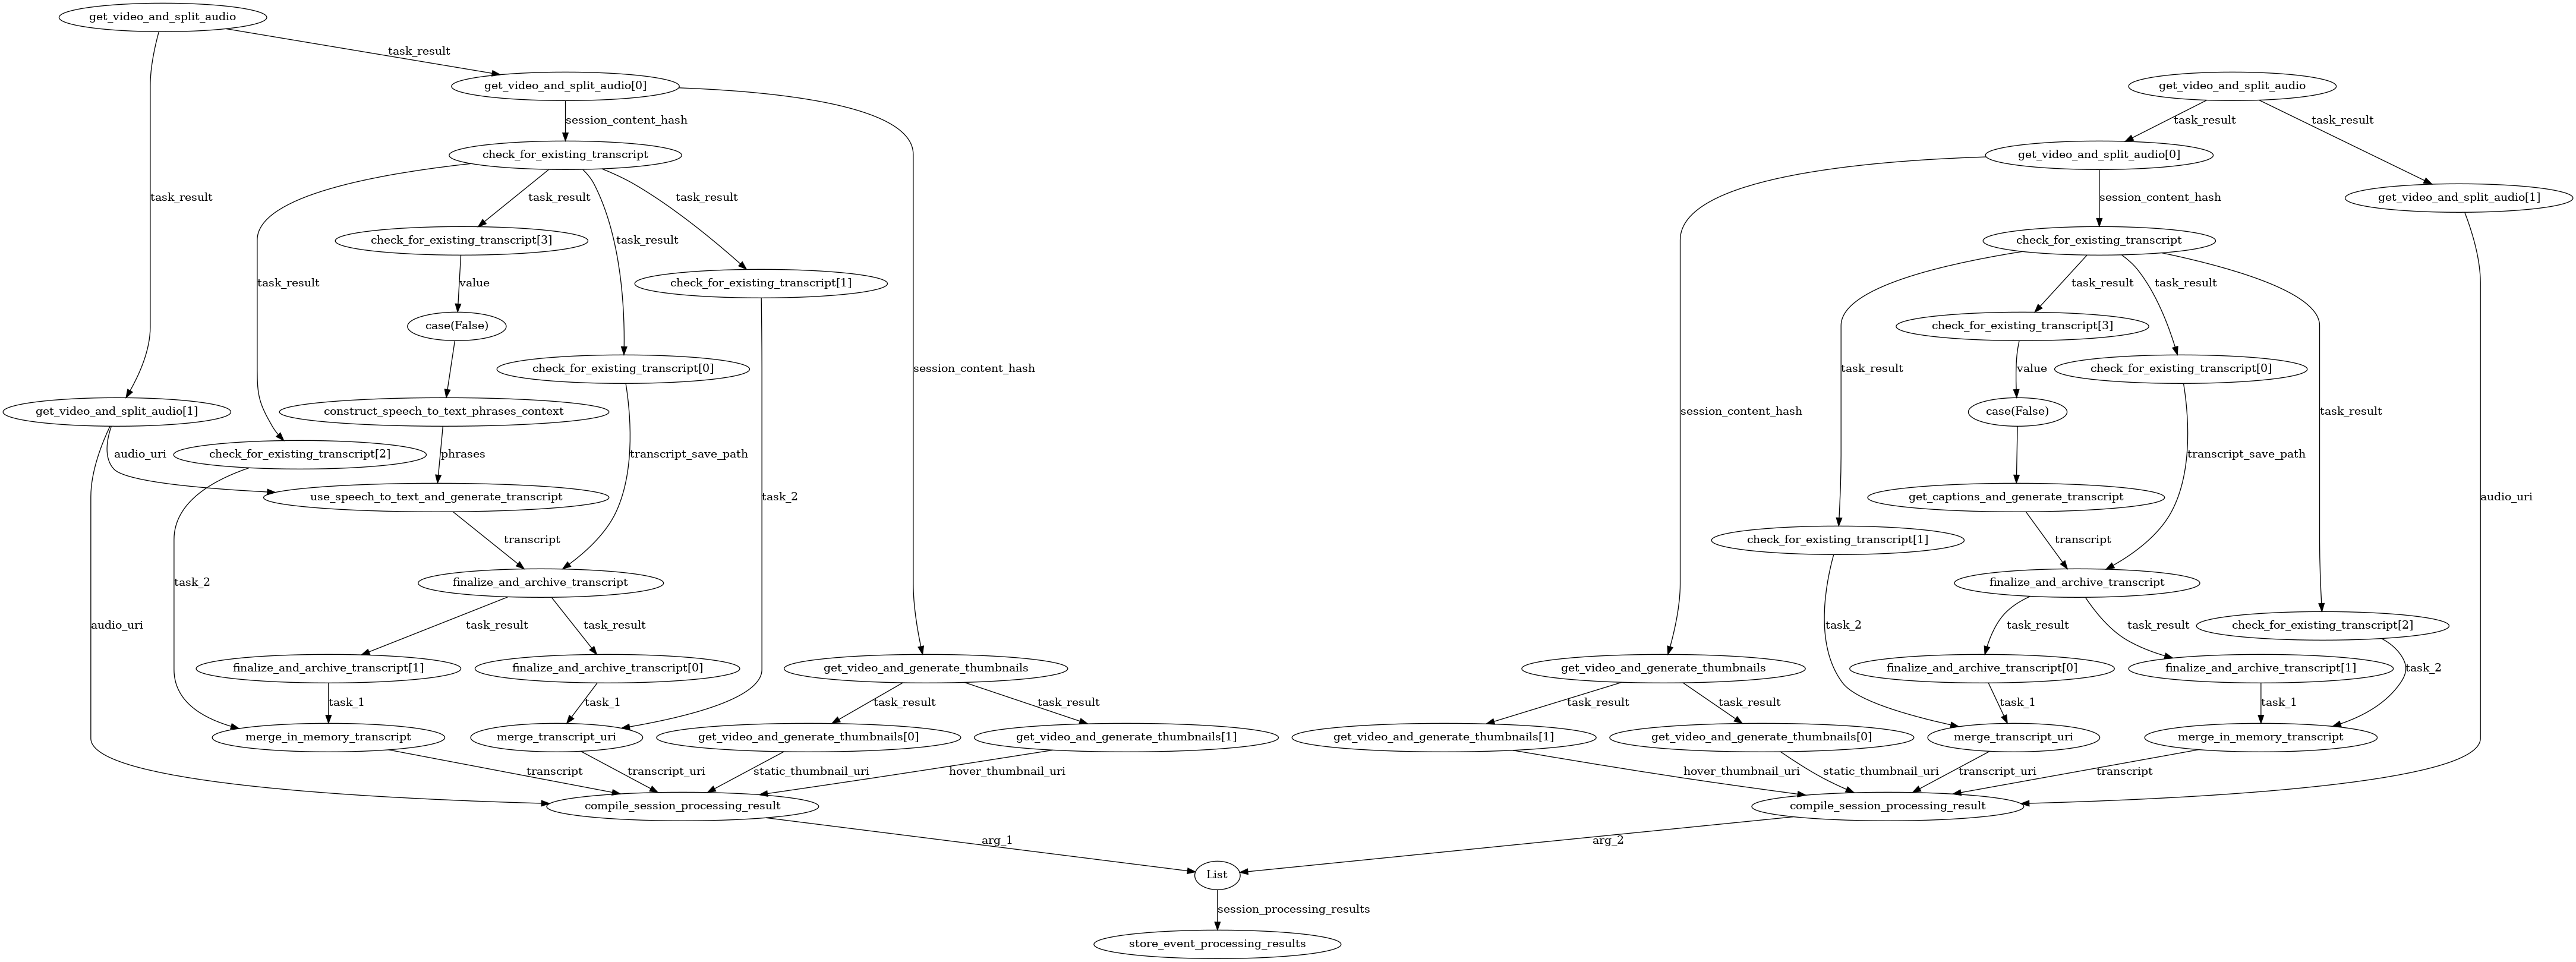 get_video_and_split_audio
task_result
get_video_and_split_audio[0]
get_video_and_split_audio
session_content_hash
task_result
task_result
check_for_existing_transcript
get_video_and_split_audio[0]
task_result
task_result
task_result
session_content_hash
get_video_and_split_audio[1]
check_for_existing_transcript[3]
task_result
check_for_existing_transcript
task_result
value
check_for_existing_transcript[1]
task_result
task_result
case(False)
check_for_existing_transcript[3]
check_for_existing_transcript[0]
session_content_hash
task_result
value
check_for_existing_transcript[0]
get_video_and_split_audio[1]
construct_speech_to_text_phrases_context
session_content_hash
case(False)
task_result
audio_uri
check_for_existing_transcript[2]
phrases
transcript_save_path
transcript_save_path
use_speech_to_text_and_generate_transcript
task_2
get_captions_and_generate_transcript
audio_uri
transcript
check_for_existing_transcript[1]
transcript
task_2
finalize_and_archive_transcript
finalize_and_archive_transcript
audio_uri
task_result
task_result
task_2
task_result
task_result
check_for_existing_transcript[2]
finalize_and_archive_transcript[1]
finalize_and_archive_transcript[0]
get_video_and_generate_thumbnails
get_video_and_generate_thumbnails
finalize_and_archive_transcript[0]
finalize_and_archive_transcript[1]
task_2
task_1
task_1
task_result
task_result
task_result
task_result
task_1
task_1
merge_in_memory_transcript
merge_transcript_uri
get_video_and_generate_thumbnails[0]
get_video_and_generate_thumbnails[1]
get_video_and_generate_thumbnails[1]
get_video_and_generate_thumbnails[0]
merge_transcript_uri
merge_in_memory_transcript
transcript
transcript_uri
static_thumbnail_uri
hover_thumbnail_uri
hover_thumbnail_uri
static_thumbnail_uri
transcript_uri
transcript
compile_session_processing_result
compile_session_processing_result
arg_1
arg_2
List
session_processing_results
store_event_processing_results